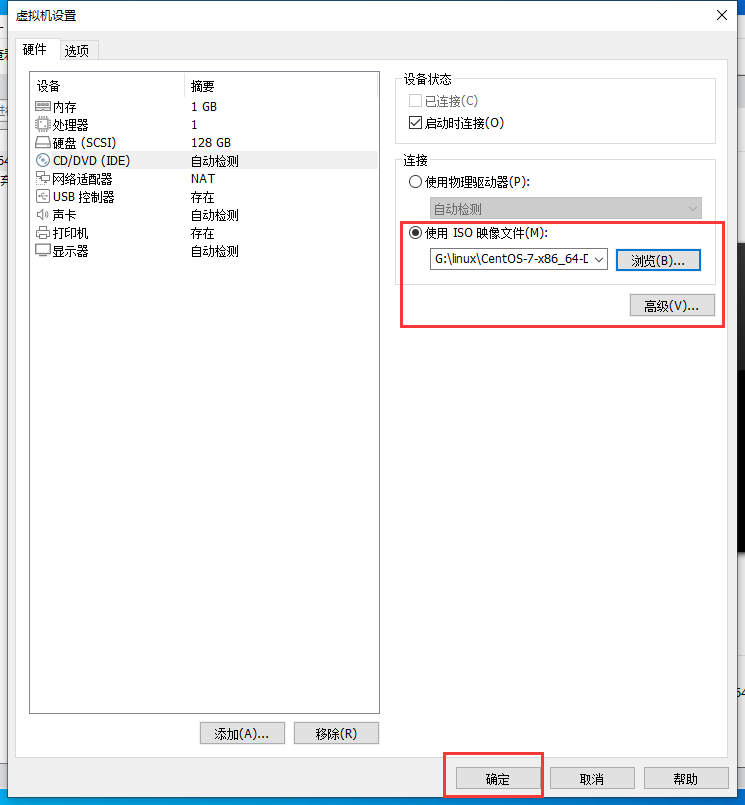 虚拟机设置
硬件 选项
设备 摘要
内存 1 GB
处理器 1
硬盘 (SCSI) 128 GB
CD/DVD (IDE) 自动检测
网络适配器 NAT
USB 控制器 存在
声卡 自动检测
打印机 存在
显示器 自动检测
添加(A)... 移除(R)
设备状态
已连接(C)
启动时连接(O)
连接
使用物理驱动器(P):
自动检测
使用 ISO 映像文件(M):
G:\linux\CentOS-7-x86_64-D 浏览(B)...
高级(V)...
确定 取消 帮助